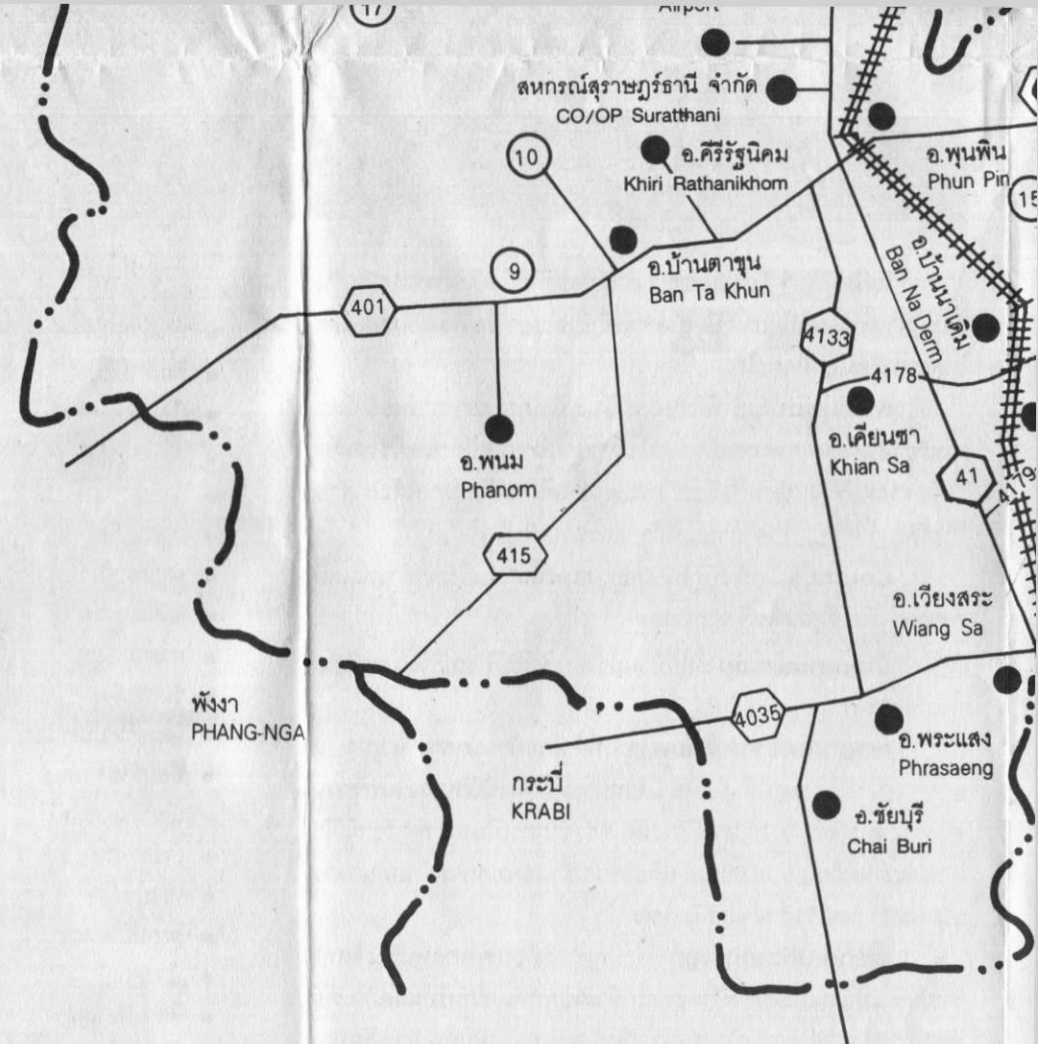 17
Airport
สหกรณ์สุราษฎร์ธานี จำกัด
CO/OP Suratthani
10
อ.คีรีรัฐนิคม
Khiri Rathanikhom
อ.พุนพิน
Phun Pin
15
9
อ.บ้านตาขุน
Ban Ta Khun
อ.บ้านนาเดิม
Ban Na Derm
401
4133
4178
อ.พนม
Phanom
อ.เคียนซา
Khian Sa
41
4179
415
อ.เวียงสระ
Wiang Sa
พังงา
PHANG-NGA
4035
อ.พระแสง
Phrasaeng
กระบี่
KRABI
อ.ชัยบุรี
Chai Buri